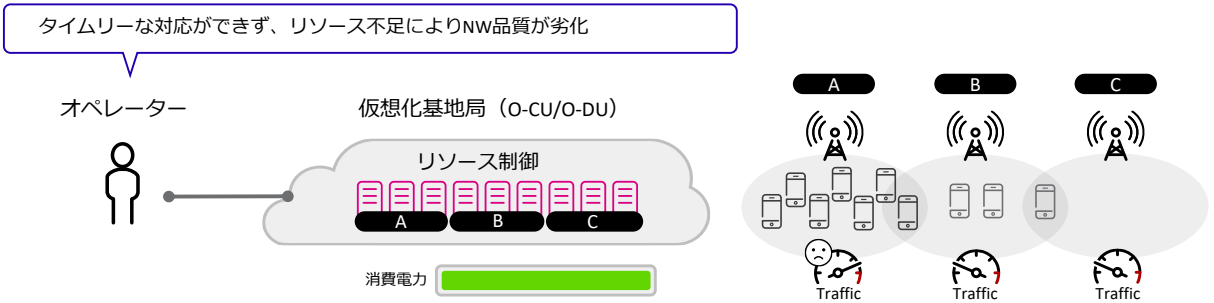 タイムリーな対応ができず、リソース不足によりNW品質が劣化
オペレーター
仮想化基地局（O-CU/O-DU）
リソース制御
A
B
C
消費電力
A
B
C
Traffic
Traffic
Traffic